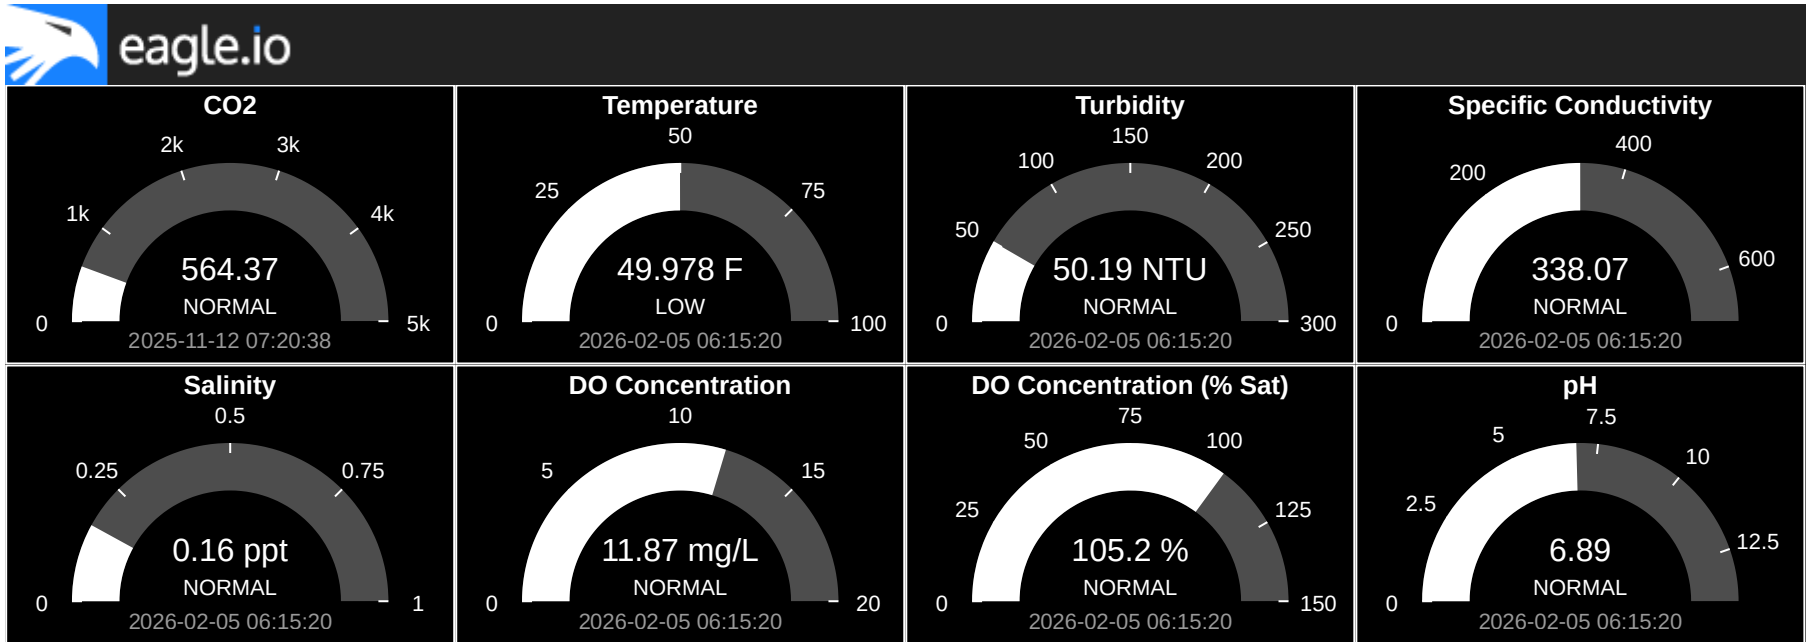 eagle.io
CO2
0
1k
2k
3k
4k
5k
564.37
NORMAL
2025-11-12 07:20:38
Temperature
0
25
50
75
100
49.978 F
LOW
2026-02-05 06:15:20
Turbidity
0
50
100
150
200
250
300
50.19 NTU
NORMAL
2026-02-05 06:15:20
Specific Conductivity
0
200
400
600
338.07
NORMAL
2026-02-05 06:15:20
Salinity
0
0.25
0.5
0.75
1
0.16 ppt
NORMAL
2026-02-05 06:15:20
DO Concentration
0
5
10
15
20
11.87 mg/L
NORMAL
2026-02-05 06:15:20
DO Concentration (% Sat)
0
25
50
75
100
125
150
105.2 %
NORMAL
2026-02-05 06:15:20
pH
0
2.5
5
7.5
10
12.5
6.89
NORMAL
2026-02-05 06:15:20